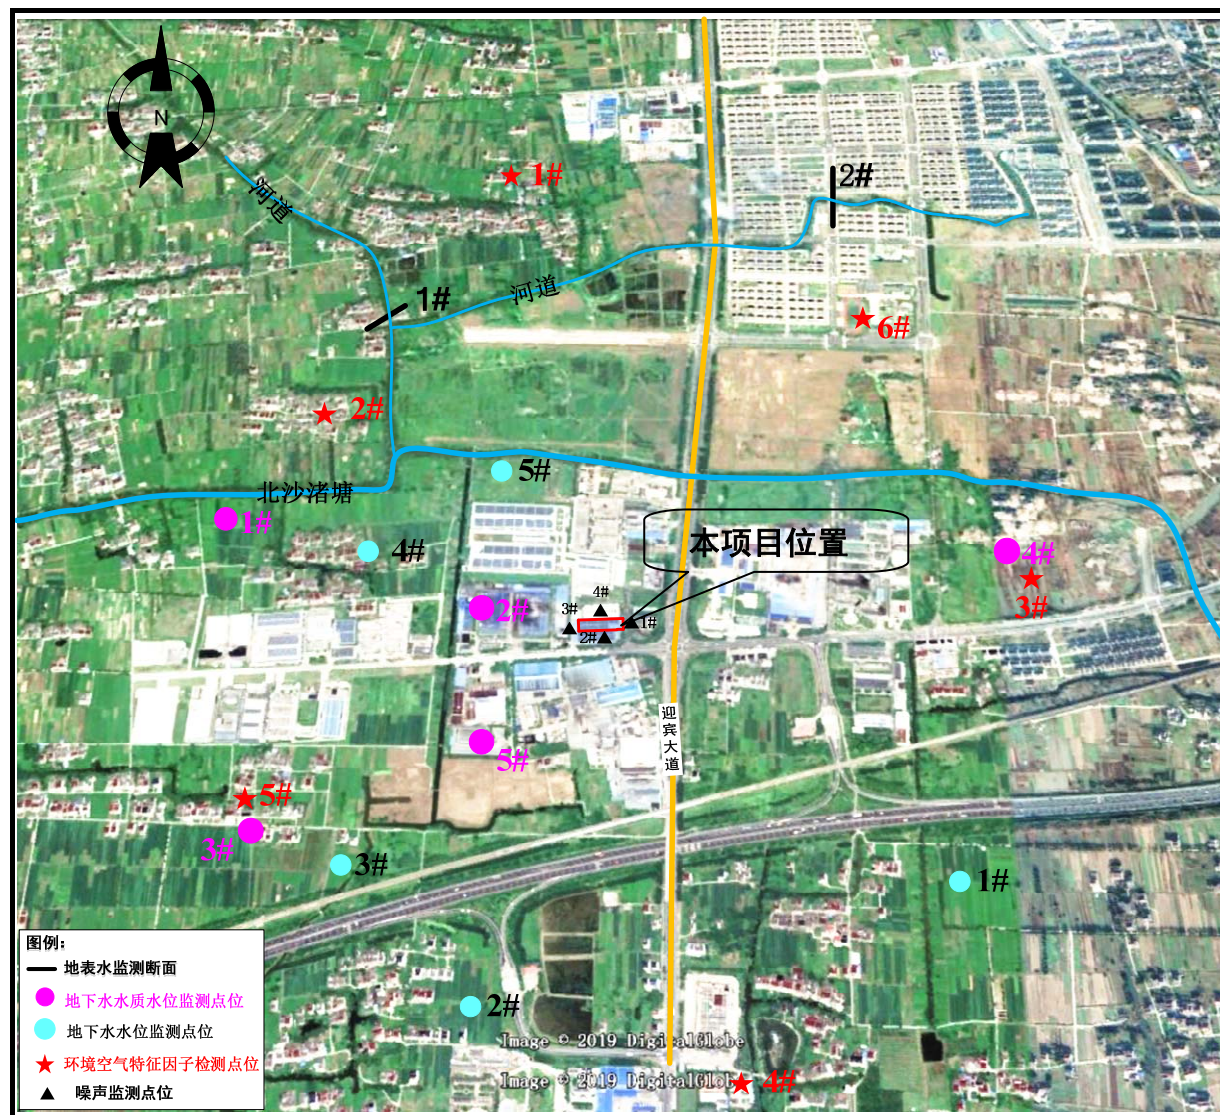 N
河道
1#
2#
1#
河道
6#
2#
5#
北沙渚塘
1#
4#
本项目位置
4#
3#
2#
4#
3#
1#
2#
迎宾大道
5#
5#
3#
3#
1#
2#
4#
Image © 2019 DigitalGlobe
Image © 2019 DigitalGlobe
图例：
地表水监测断面
地下水水质水位监测点位
地下水水位监测点位
环境空气特征因子检测点位
噪声监测点位